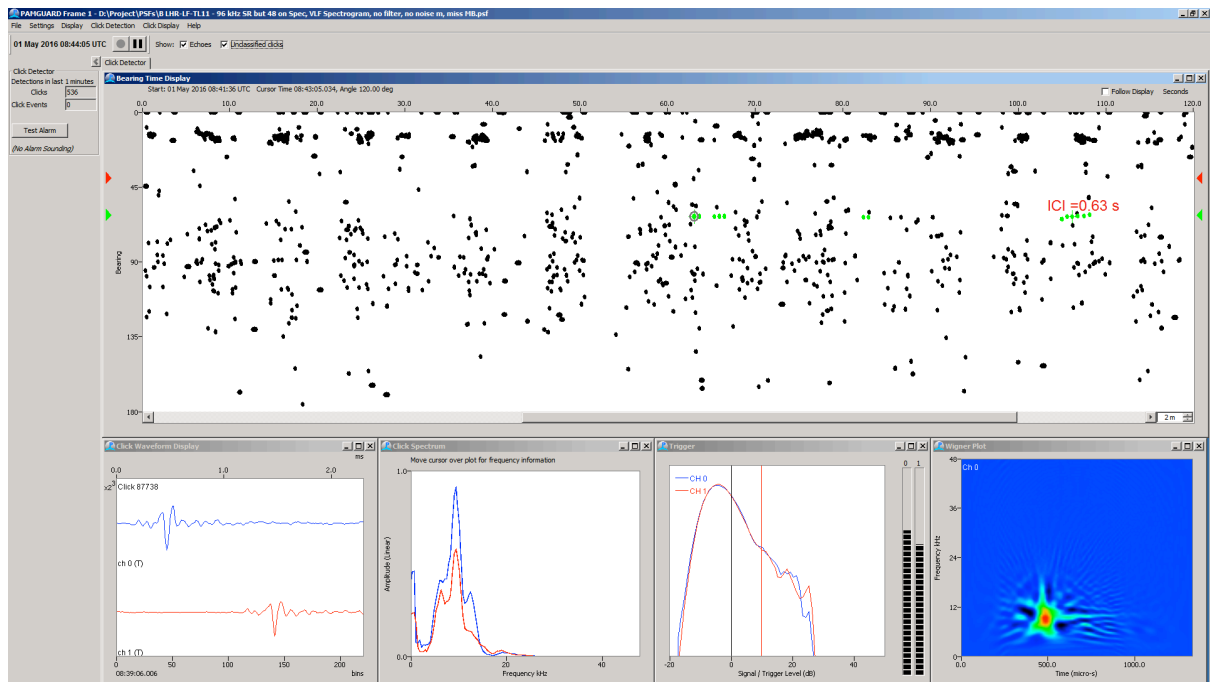 PAMGUARD Frame 1 - D:\Project\PSFs\B LHR-LF-TL11 - 96 kHz SR but 48 on Spec, VLF Spectrogram, no filter, no noise m, miss MB.psf
File Settings Display Click Detection Click Display Help
01 May 2016 08:44:05 UTC Show: Echoes Unclassified clicks
Click Detector
Click Detector
Detections in last 1 minutes
Clicks 536
Click Events 0
Test Alarm
(No Alarm Sounding)
Bearing Time Display
Start: 01 May 2016 08:41:36 UTC Cursor Time 08:43:05.034, Angle 120.00 deg
Follow Display Seconds
0.0 10.0 20.0 30.0 40.0 50.0 60.0 70.0 80.0 90.0 100.0 110.0 120.0
0
45
90
135
180
Bearing
ICI =0.63 s
2 m
Click Waveform Display
ms
0.0 1.0 2.0
x2³
Click 87738
ch 0 (T)
ch 1 (T)
0 50 100 150 200
08:39:06.006 bins
Click Spectrum
Move cursor over plot for frequency information
1.0
Amplitude (Linear)
0.0
0 20 40
Frequency kHz
Trigger
0 1
CH 0
CH 1
-20 0 20 40
Signal / Trigger Level (dB)
Wigner Plot
Ch 0
48
24
12
Frequency kHz
0.0 500.0 1000.0
Time (micro-s)